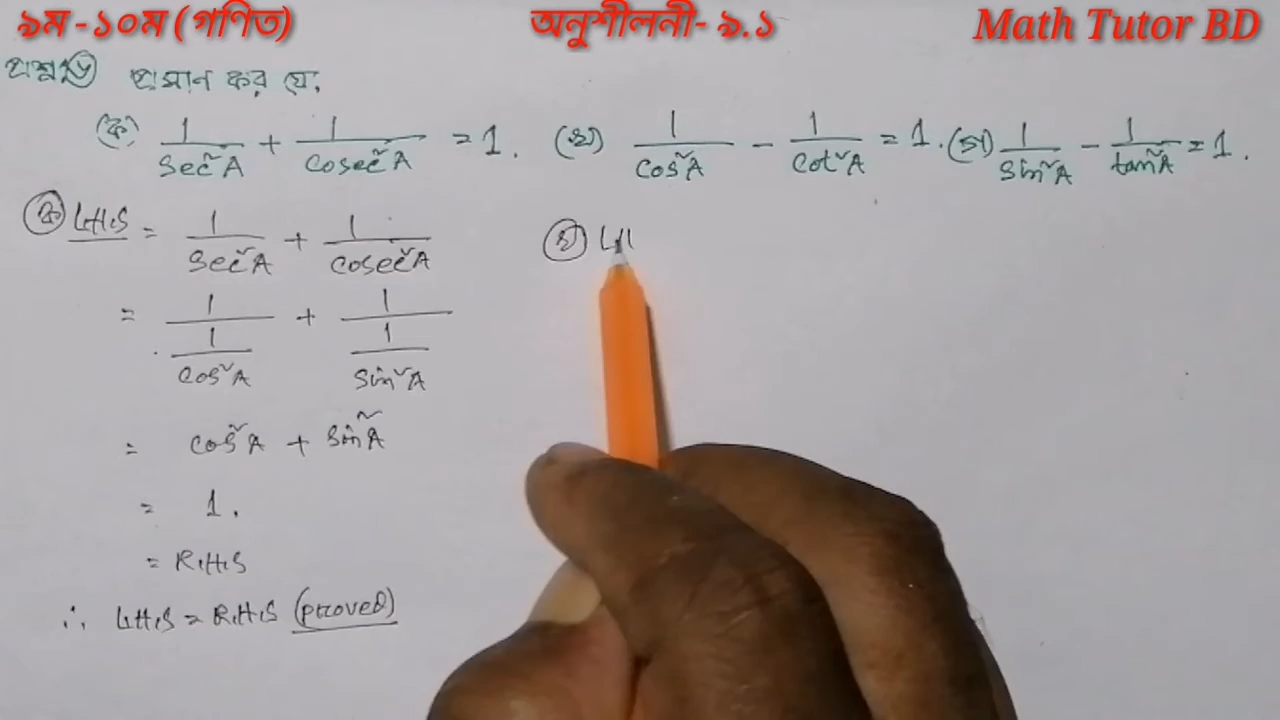 ৯ম -১০ম (গণিত) অনুশীলনী- ৯.১ Math Tutor BD
প্রমান কর যে,
(ক) 1/sec²A + 1/cosec²A = 1. (খ) 1/cos²A - 1/cot²A = 1. (গ) 1/sin²A - 1/tan²A = 1.
(ক) L.H.S = 1/sec²A + 1/cosec²A
= 1/(1/cos²A) + 1/(1/sin²A)
= cos²A + sin²A
= 1.
= R.H.S
∴ L.H.S = R.H.S (proved)
(খ) LH